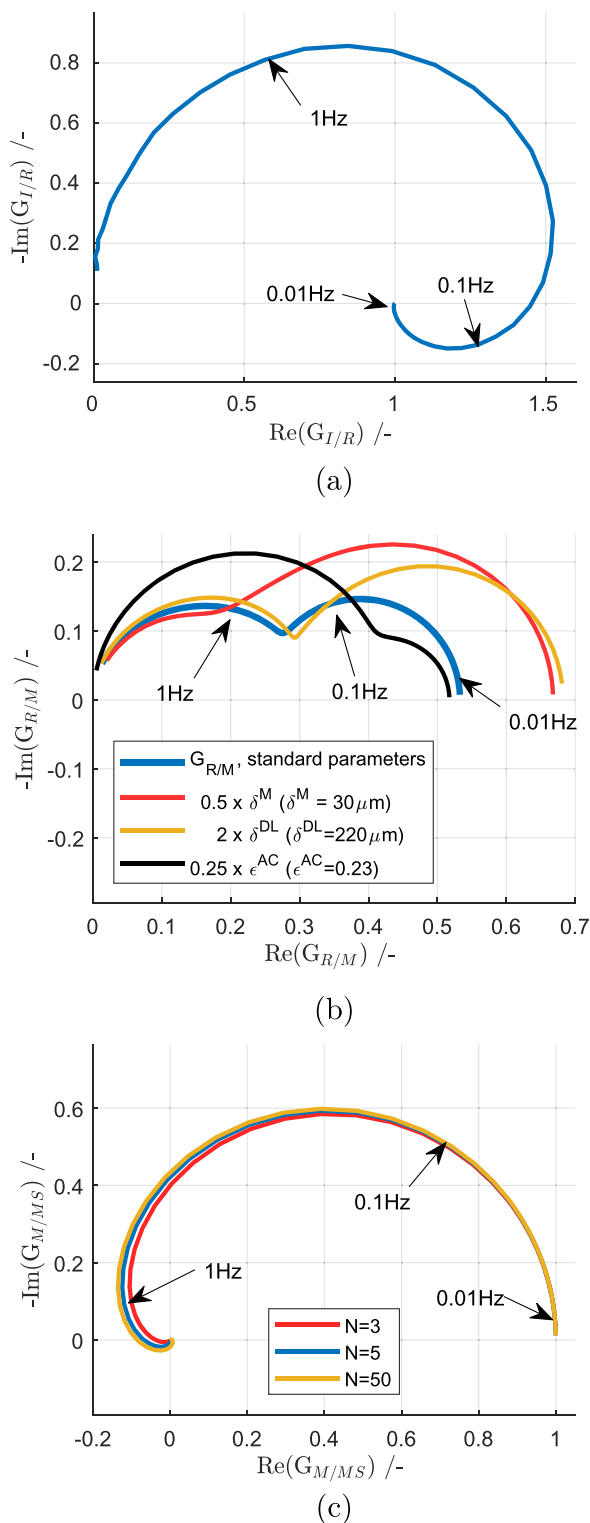 0.8
0.6
0.4
0.2
0
-0.2
-Im(G_{I/R}) /-
1Hz
0.01Hz
0.1Hz
0 0.5 1 1.5
Re(G_{I/R}) /-
(a)
0.2
0.1
0
-0.1
-0.2
-Im(G_{R/M}) /-
1Hz
0.1Hz
0.01Hz
G_{R/M}, standard parameters
0.5 x δ^M (δ^M = 30μm)
2 x δ^{DL} (δ^{DL}=220μm)
0.25 x ϵ^{AC} (ϵ^{AC}=0.23)
0 0.1 0.2 0.3 0.4 0.5 0.6 0.7
Re(G_{R/M}) /-
(b)
0.6
0.4
0.2
0
-Im(G_{M/MS}) /-
0.1Hz
1Hz
0.01Hz
N=3
N=5
N=50
-0.2 0 0.2 0.4 0.6 0.8 1
Re(G_{M/MS}) /-
(c)